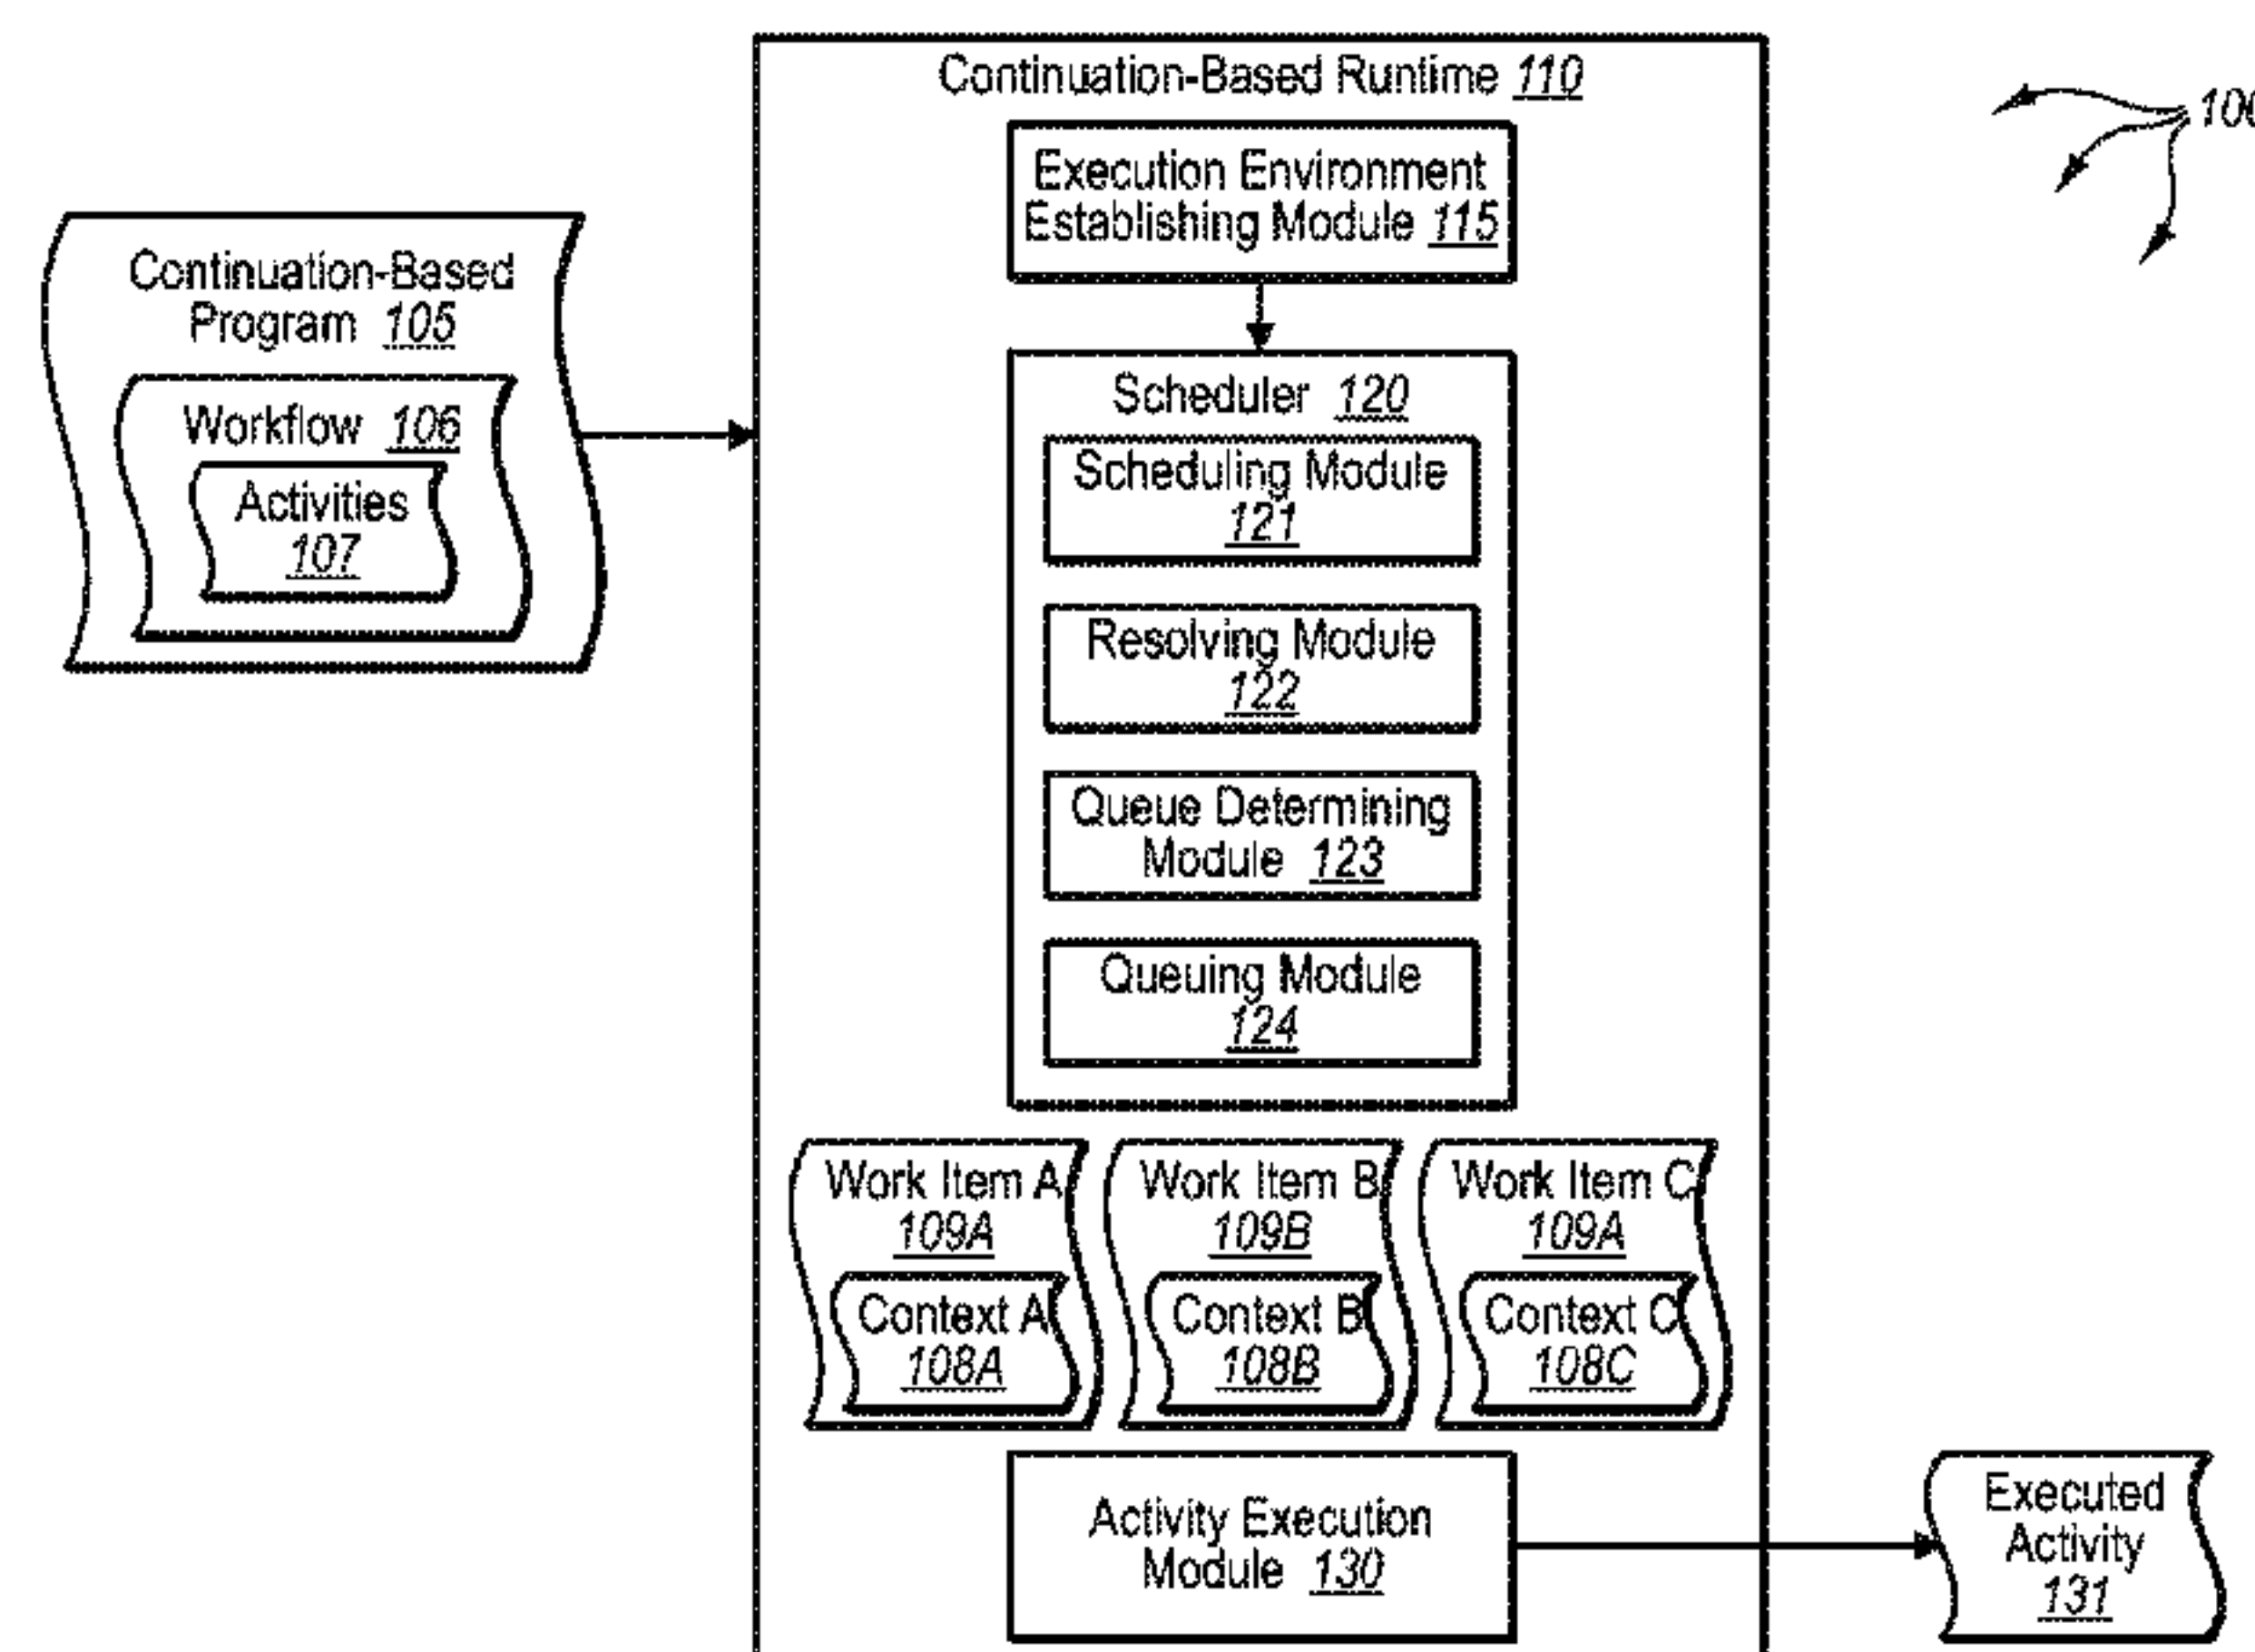 Continuation-Based Runtime 110
100
Execution Environment
Establishing Module 115
Continuation-Based
Program 105
Workflow 106
Activities
107
Scheduler 120
Scheduling Module
121
Resolving Module
122
Queue Determining
Module 123
Queuing Module
124
Work Item A
109A
Context A
108A
Work Item B
109B
Context B
108B
Work Item C
109A
Context C
108C
Activity Execution
Module 130
Executed
Activity
131